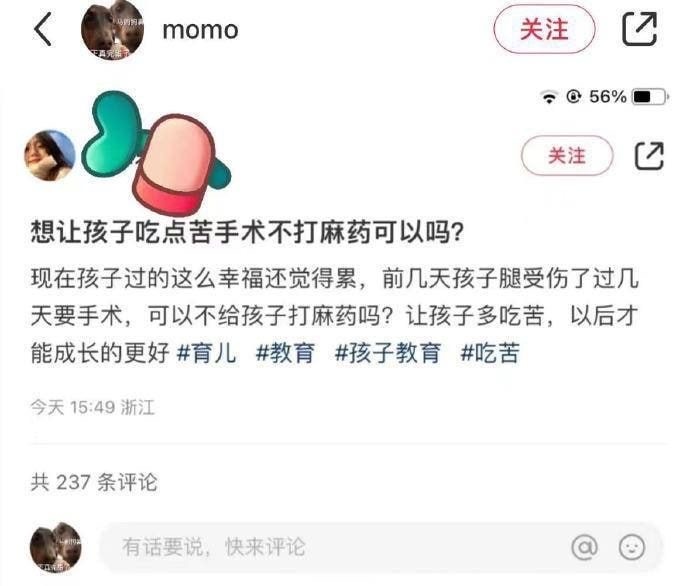 momo
关注
56%
关注
想让孩子吃点苦手术不打麻药可以吗?
现在孩子过的这么幸福还觉得累，前几天孩子腿受伤了过几
天要手术，可以不给孩子打麻药吗？让孩子多吃苦，以后才
能成长的更好 #育儿 #教育 #孩子教育 #吃苦
今天 15:49 浙江
共 237 条评论
有话要说，快来评论
@